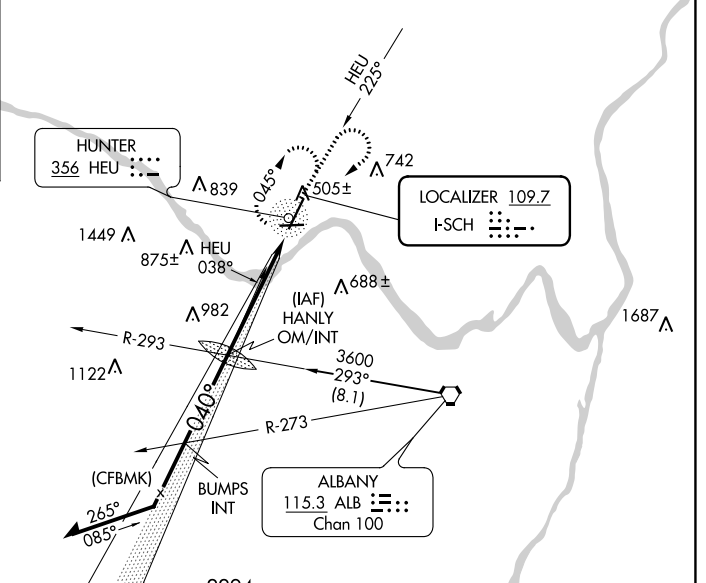 HEU
225°
HUNTER
356 HEU
045°
742
839
505±
LOCALIZER 109.7
I-SCH
1449
875±
HEU
038°
688±
(IAF)
HANLY
OM/INT
982
1687
R-293
3600
293°
(8.1)
1122
040°
R-273
(CFBMK)
BUMPS
INT
ALBANY
115.3 ALB
Chan 100
265°
085°